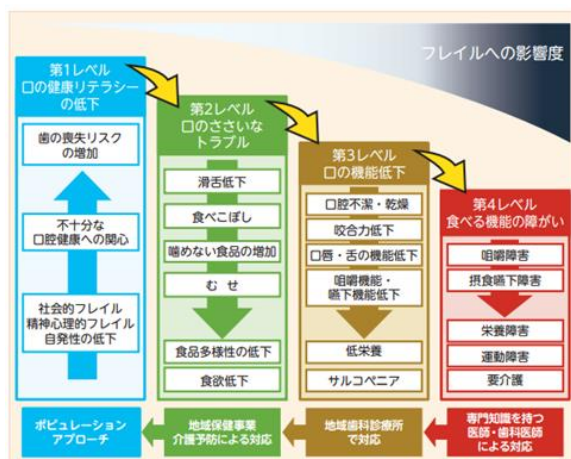 フレイルへの影響度
第1レベル
口の健康リテラシー
の低下
歯の喪失リスク
の増加
不十分な
口腔健康への関心
社会的フレイル
精神心理的フレイル
自発性の低下
ポピュレーション
アプローチ
第2レベル
口のささいな
トラブル
滑舌低下
食べこぼし
噛めない食品の増加
むせ
食品多様性の低下
食欲低下
地域保健事業
介護予防による対応
第3レベル
口の機能低下
口腔不潔・乾燥
咬合力低下
口唇・舌の機能低下
咀嚼機能・
嚥下機能低下
低栄養
サルコペニア
地域歯科診療所
で対応
第4レベル
食べる機能の障がい
咀嚼障害
摂食嚥下障害
栄養障害
運動障害
要介護
専門知識を持つ
医師・歯科医師
による対応